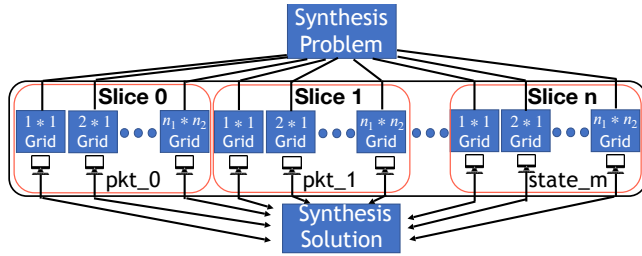 Synthesis
Problem
Slice 0
Slice 1
Slice n
1 * 1
Grid
2 * 1
Grid
n₁ * n₂
Grid
1 * 1
Grid
2 * 1
Grid
n₁ * n₂
Grid
1 * 1
Grid
2 * 1
Grid
n₁ * n₂
Grid
pkt_0
pkt_1
state_m
Synthesis
Solution